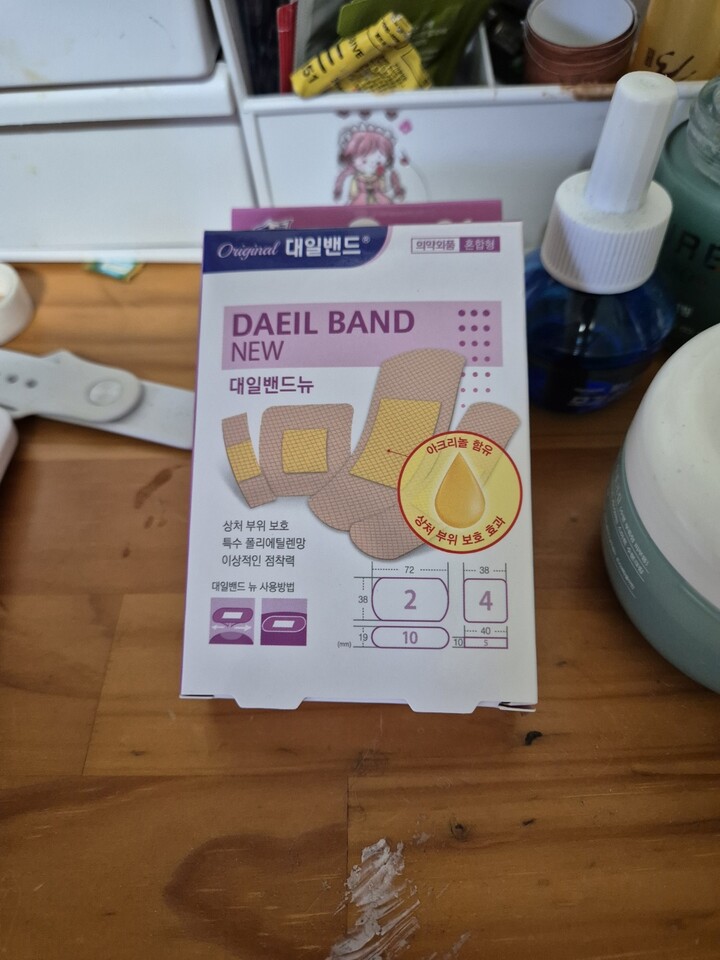 Original 대일밴드®
의약외품 혼합형
DAEIL BAND
NEW
대일밴드뉴
아크리놀 함유
상처 부위 보호 효과
상처 부위 보호
특수 폴리에틸렌망
이상적인 점착력
대일밴드 뉴 사용방법
72
38
38
2
4
19
10
40
10
5
(mm)